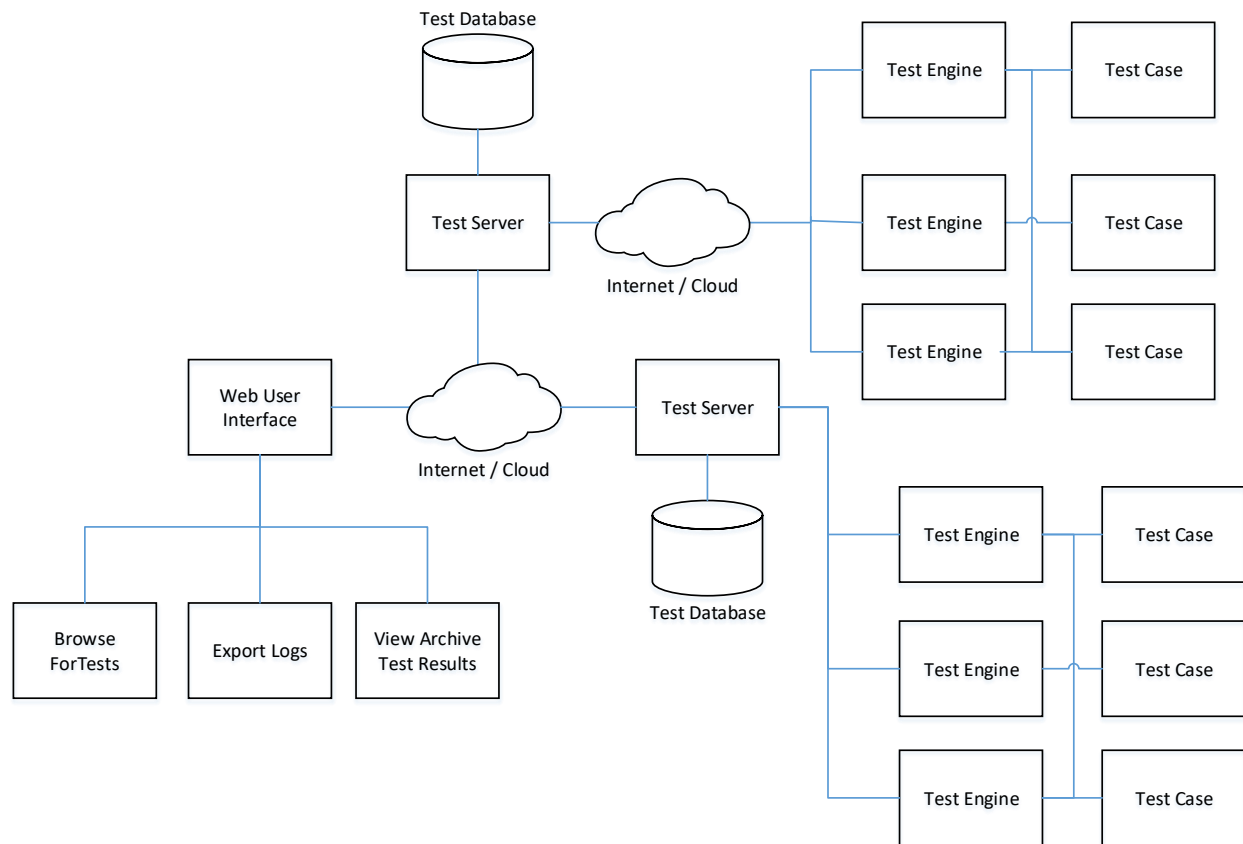 Test Database
Test Engine
Test Case
Test Server
Test Engine
Test Case
Internet / Cloud
Test Engine
Test Case
Web User
Interface
Test Server
Internet / Cloud
Test Engine
Test Case
Test Database
Browse
ForTests
Export Logs
View Archive
Test Results
Test Engine
Test Case
Test Engine
Test Case